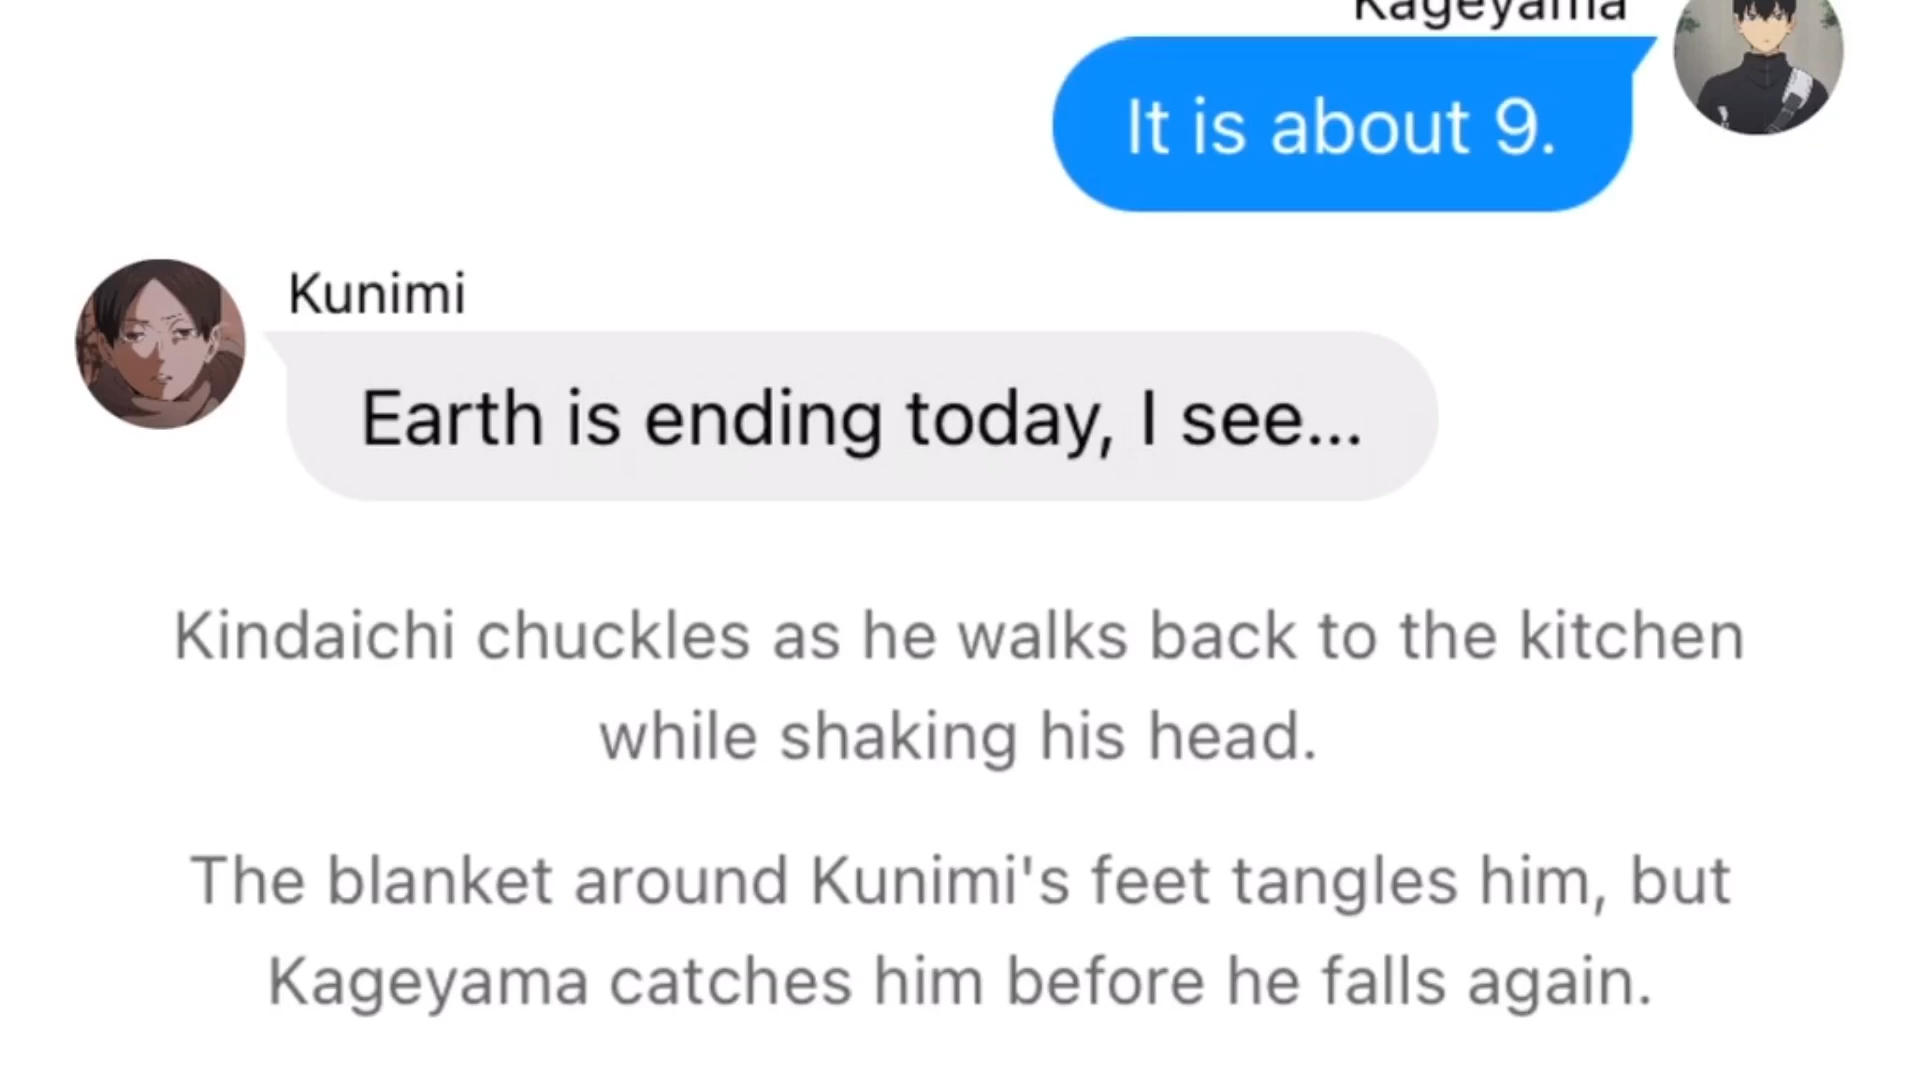 Kageyama
It is about 9.
Kunimi
Earth is ending today, I see...
Kindaichi chuckles as he walks back to the kitchen
while shaking his head.
The blanket around Kunimi's feet tangles him, but
Kageyama catches him before he falls again.